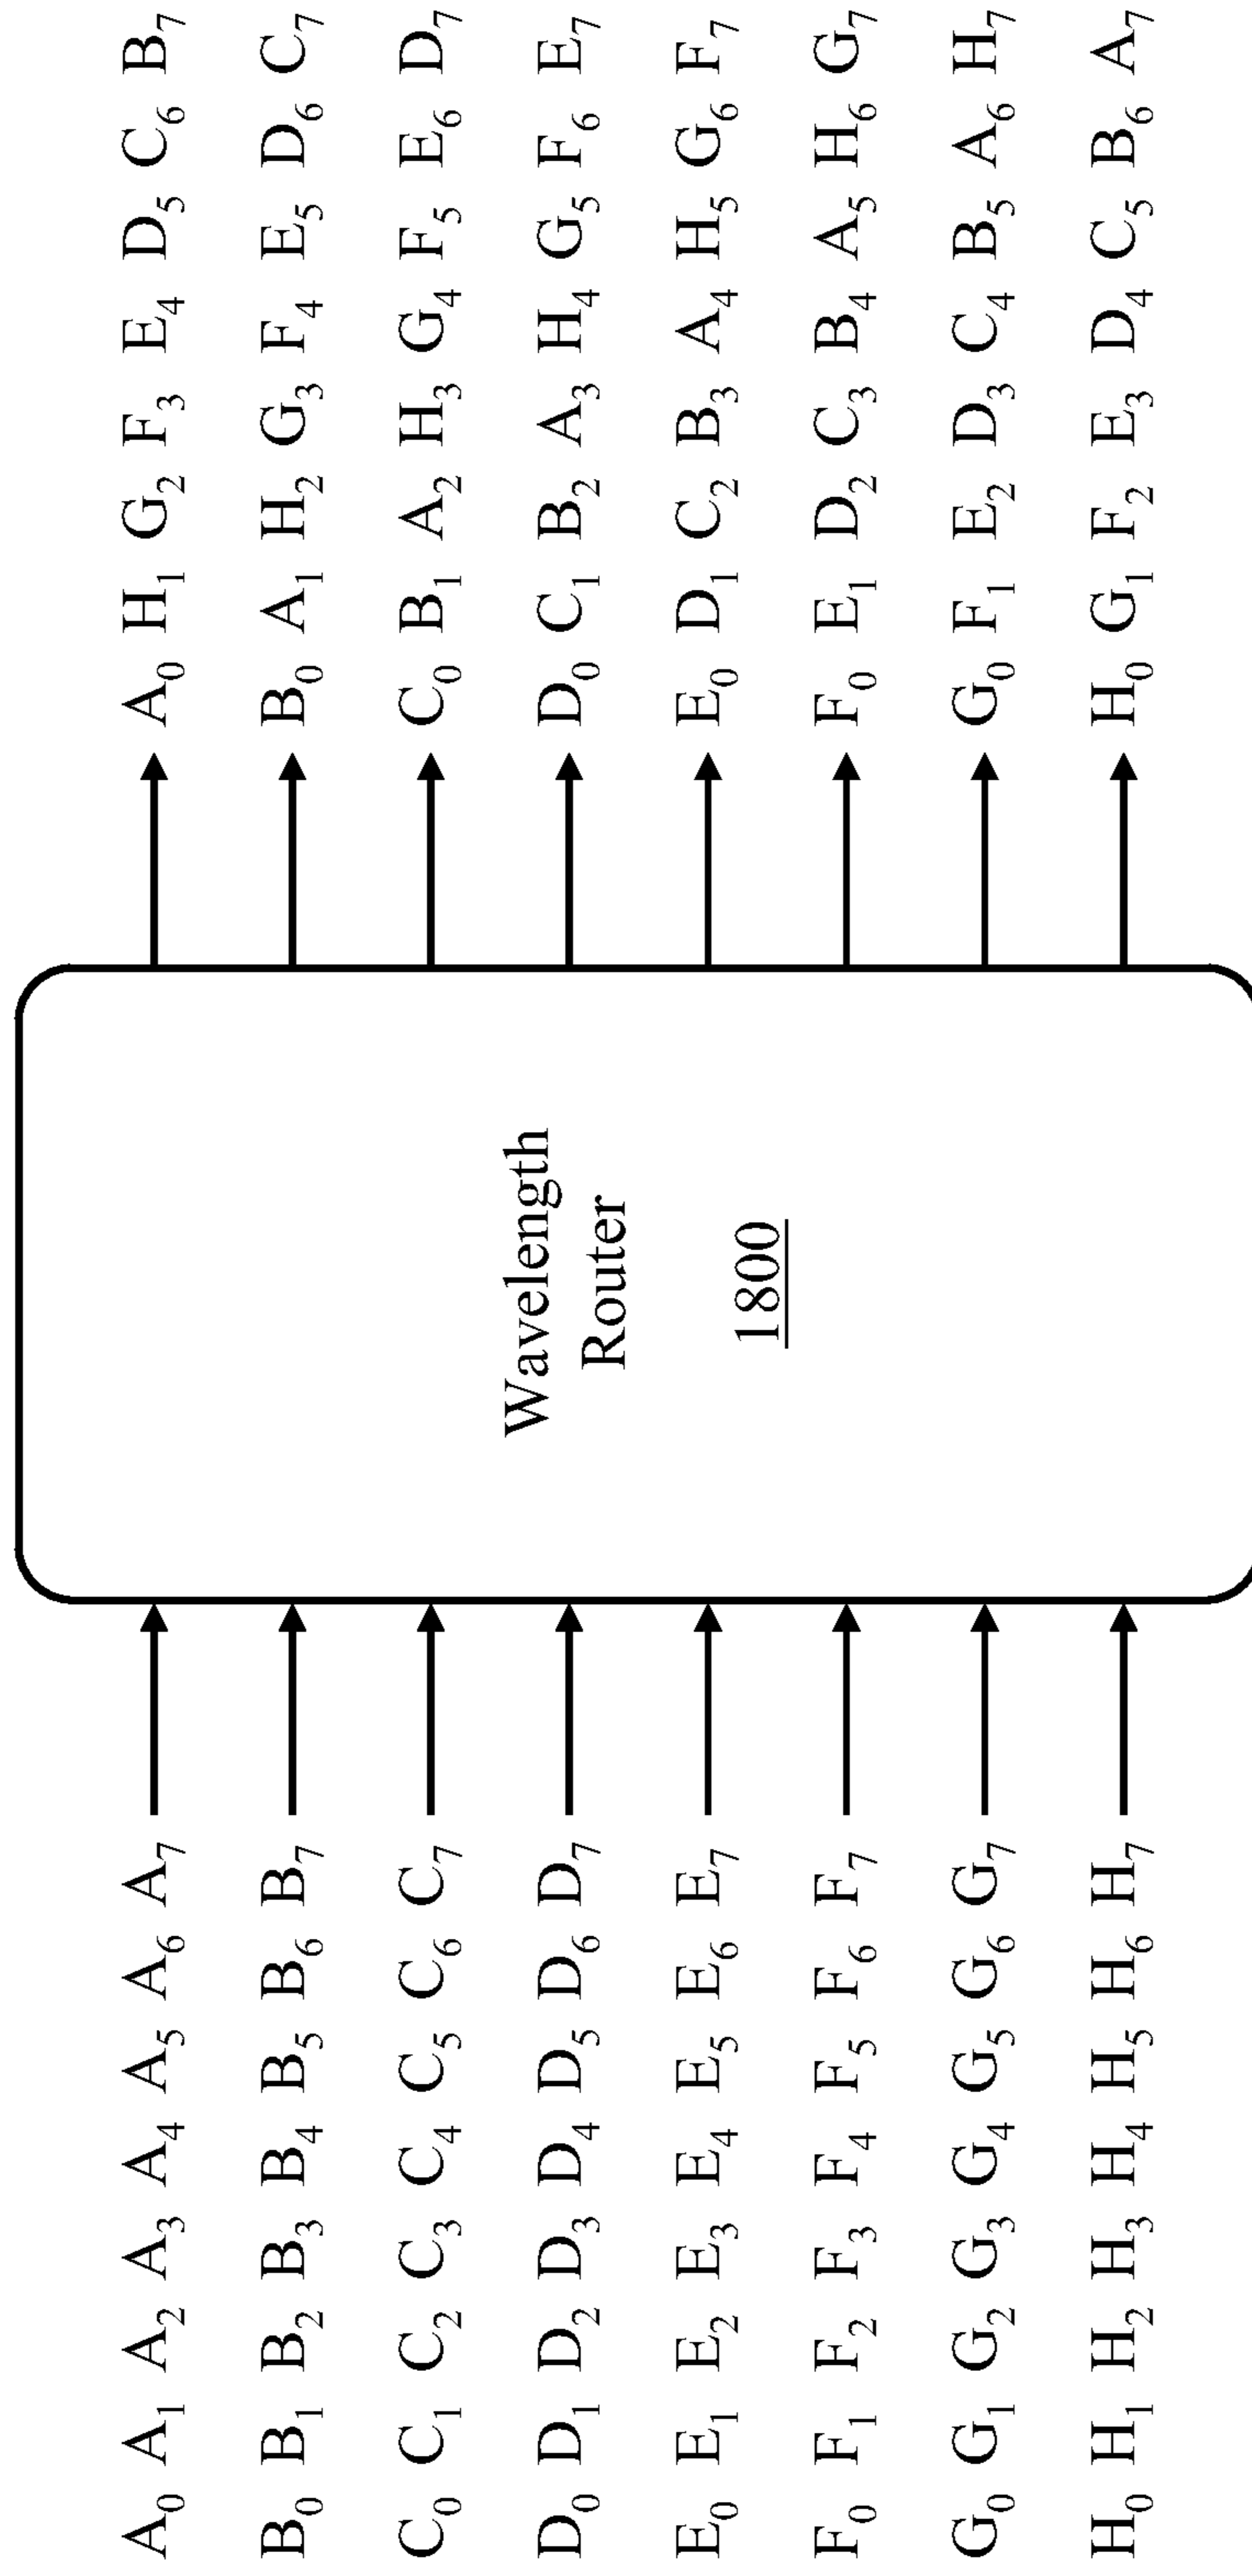 A0 A1 A2 A3 A4 A5 A6 A7
B0 B1 B2 B3 B4 B5 B6 B7
C0 C1 C2 C3 C4 C5 C6 C7
D0 D1 D2 D3 D4 D5 D6 D7
E0 E1 E2 E3 E4 E5 E6 E7
F0 F1 F2 F3 F4 F5 F6 F7
G0 G1 G2 G3 G4 G5 G6 G7
H0 H1 H2 H3 H4 H5 H6 H7
Wavelength
Router
1800
A0 H1 G2 F3 E4 D5 C6 B7
B0 A1 H2 G3 F4 E5 D6 C7
C0 B1 A2 H3 G4 F5 E6 D7
D0 C1 B2 A3 H4 G5 F6 E7
E0 D1 C2 B3 A4 H5 G6 F7
F0 E1 D2 C3 B4 A5 H6 G7
G0 F1 E2 D3 C4 B5 A6 H7
H0 G1 F2 E3 D4 C5 B6 A7